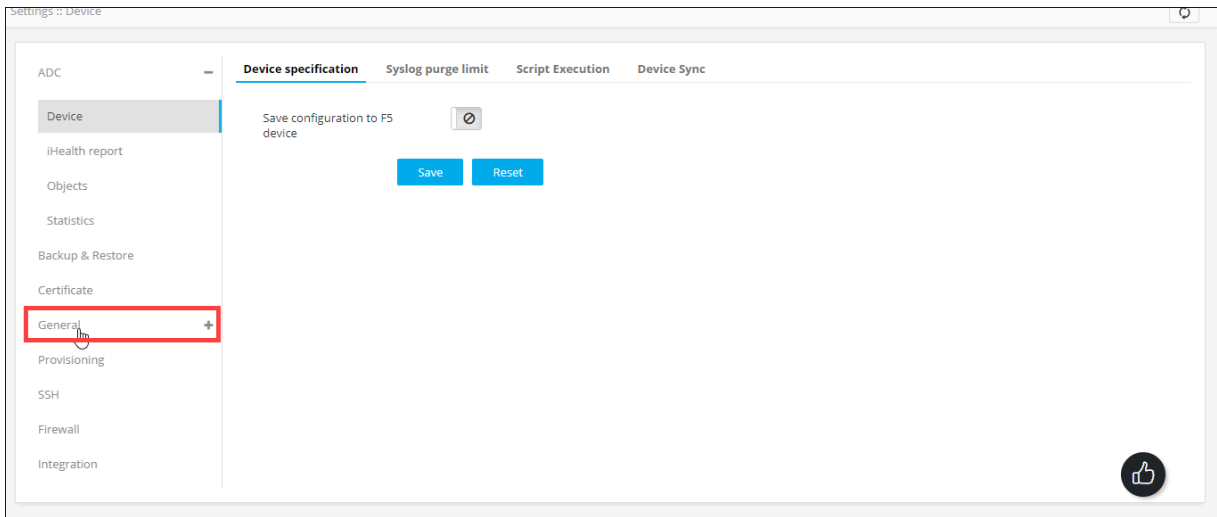 Settings :: Device
ADC
Device specification Syslog purge limit Script Execution Device Sync
Device
Save configuration to F5
device
iHealth report
Save Reset
Objects
Statistics
Backup & Restore
Certificate
General
Provisioning
SSH
Firewall
Integration